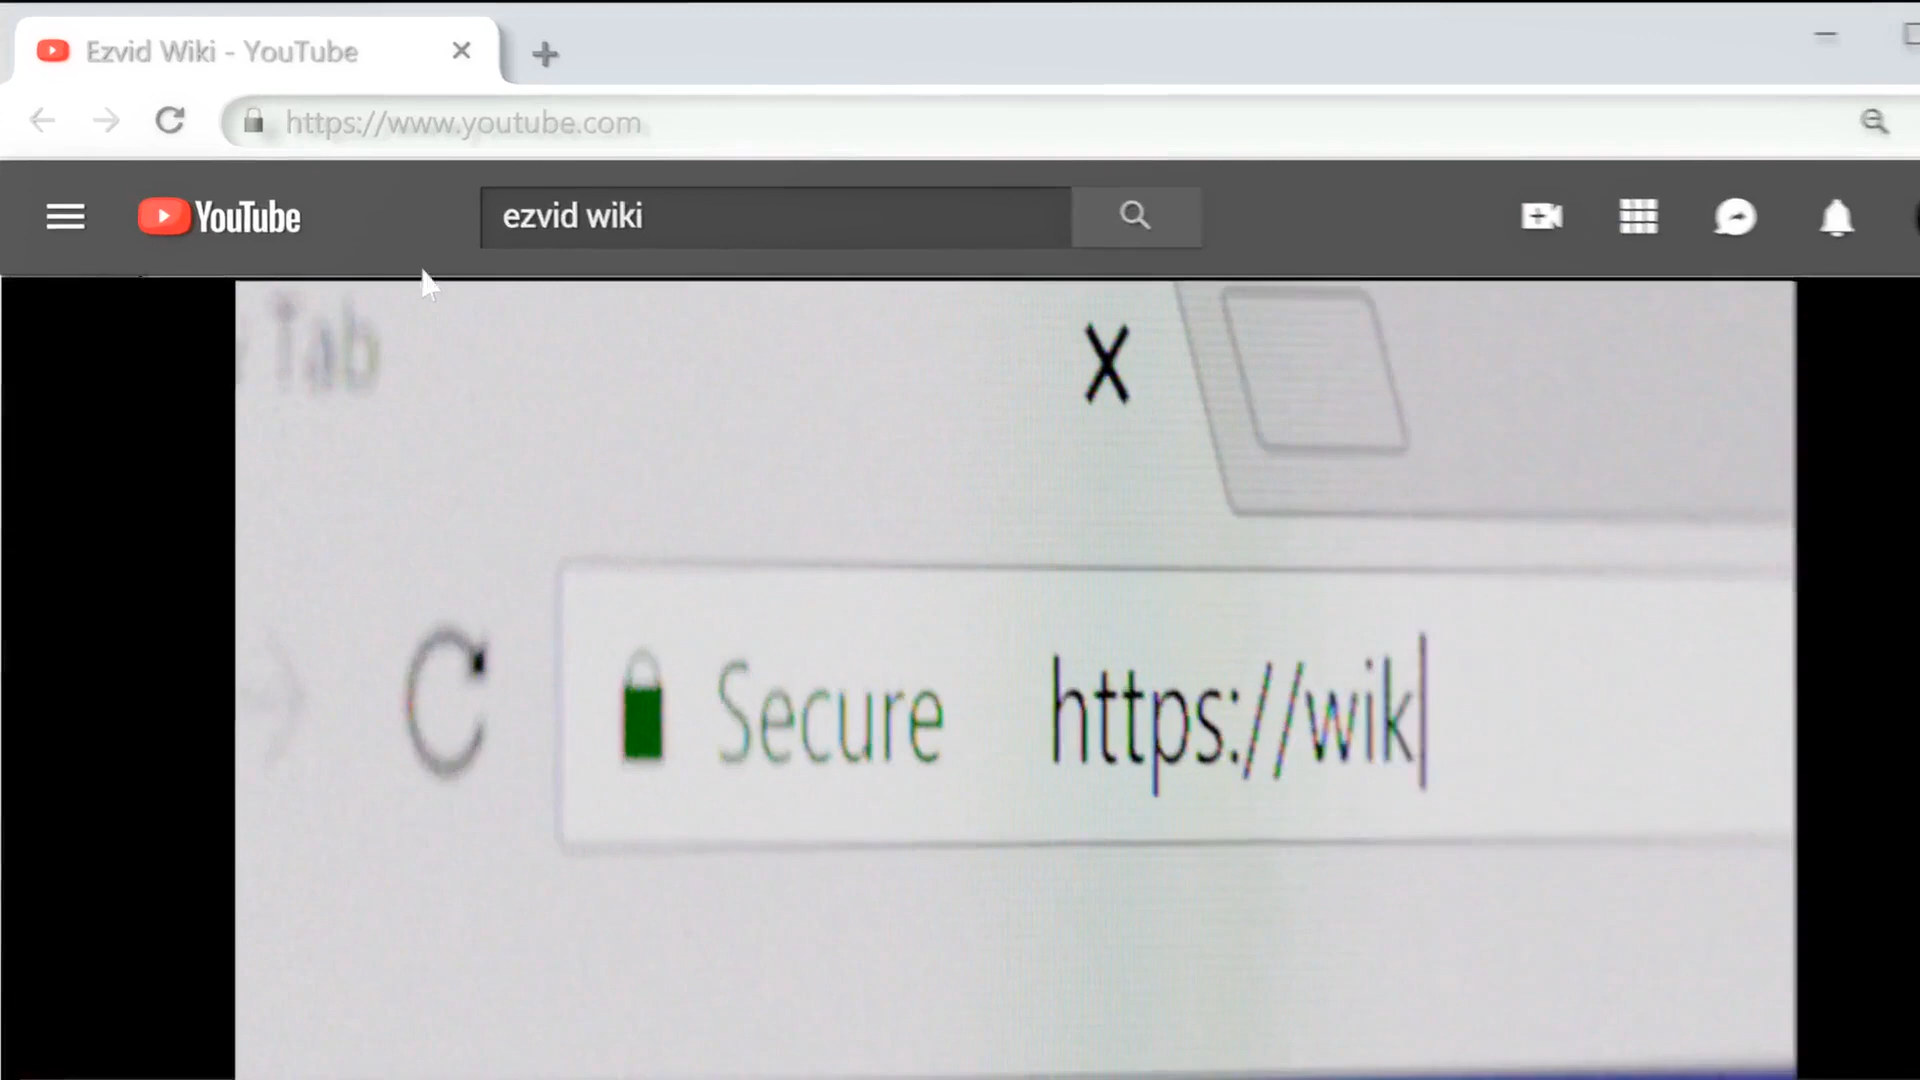 Ezvid Wiki - YouTube
https://www.youtube.com
YouTube
ezvid wiki
Tab
X
Secure https://wik